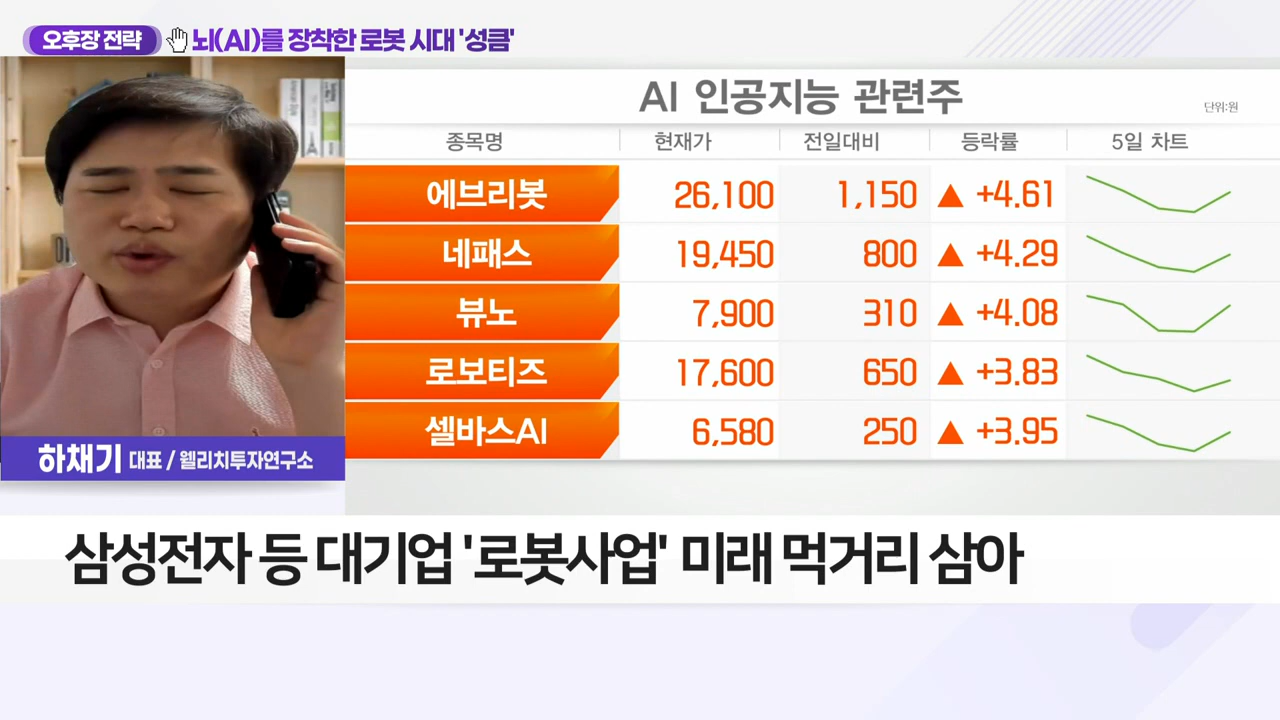 오후장 전략 뇌(AI)를 장착한 로봇 시대 '성큼'
AI 인공지능 관련주
단위:원
종목명 현재가 전일대비 등락률 5일 차트
에브리봇 26,100 1,150 ▲ +4.61
네패스 19,450 800 ▲ +4.29
뷰노 7,900 310 ▲ +4.08
로보티즈 17,600 650 ▲ +3.83
셀바스AI 6,580 250 ▲ +3.95
하채기 대표 / 웰리치투자연구소
삼성전자 등 대기업 '로봇사업' 미래 먹거리 삼아